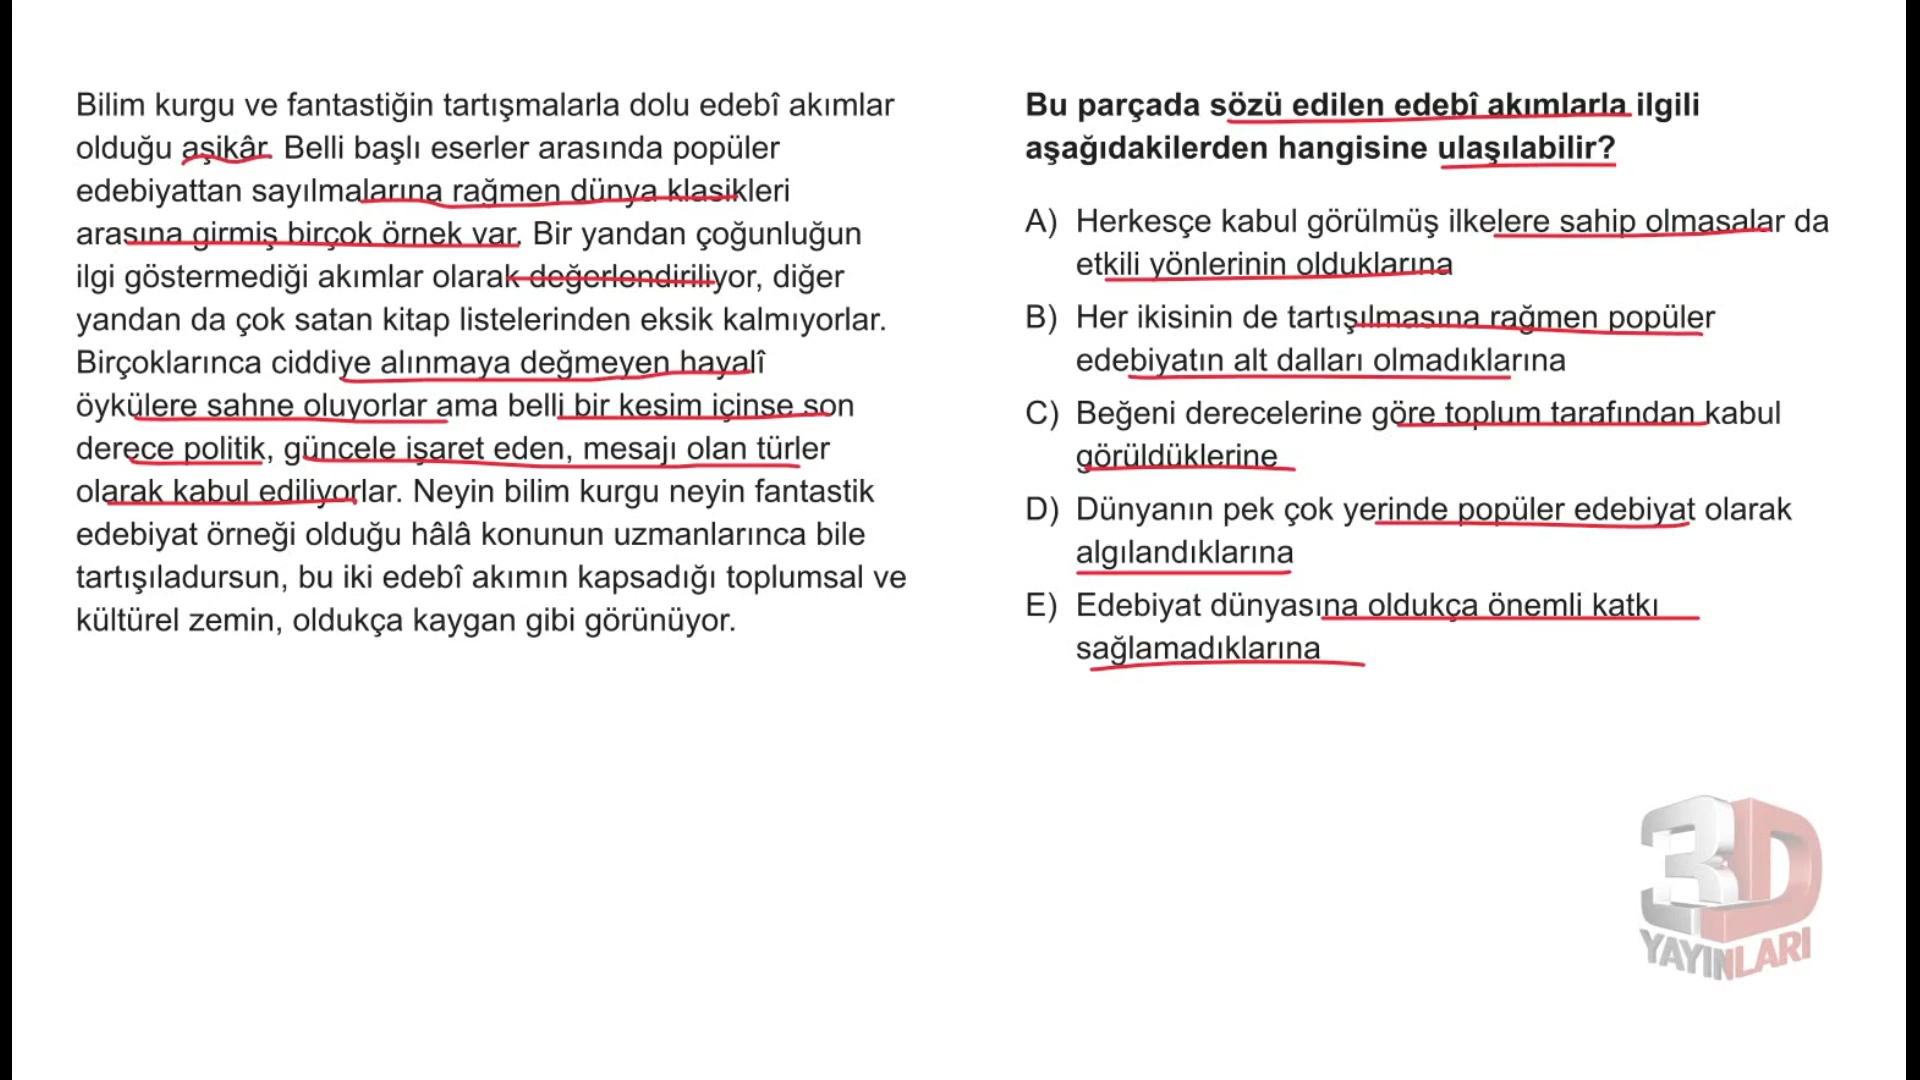 Bilim kurgu ve fantastiğin tartışmalarla dolu edebî akımlar
olduğu aşikâr. Belli başlı eserler arasında popüler
edebiyattan sayılmalarına rağmen dünya klasikleri
arasına girmiş birçok örnek var. Bir yandan çoğunluğun
ilgi göstermediği akımlar olarak değerlendiriliyor, diğer
yandan da çok satan kitap listelerinden eksik kalmıyorlar.
Birçoklarınca ciddiye alınmaya değmeyen hayalî
öykülere sahne oluyorlar ama belli bir kesim içinse son
derece politik, güncele işaret eden, mesajı olan türler
olarak kabul ediliyorlar. Neyin bilim kurgu neyin fantastik
edebiyat örneği olduğu hâlâ konunun uzmanlarınca bile
tartışıladursun, bu iki edebî akımın kapsadığı toplumsal ve
kültürel zemin, oldukça kaygan gibi görünüyor.
Bu parçada sözü edilen edebî akımlarla ilgili
aşağıdakilerden hangisine ulaşılabilir?
A) Herkesçe kabul görülmüş ilkelere sahip olmasalar da
etkili yönlerinin olduklarına
B) Her ikisinin de tartışılmasına rağmen popüler
edebiyatın alt dalları olmadıklarına
C) Beğeni derecelerine göre toplum tarafından kabul
görüldüklerine
D) Dünyanın pek çok yerinde popüler edebiyat olarak
algılandıklarına
E) Edebiyat dünyasına oldukça önemli katkı
sağlamadıklarına
3D
YAYINLARI